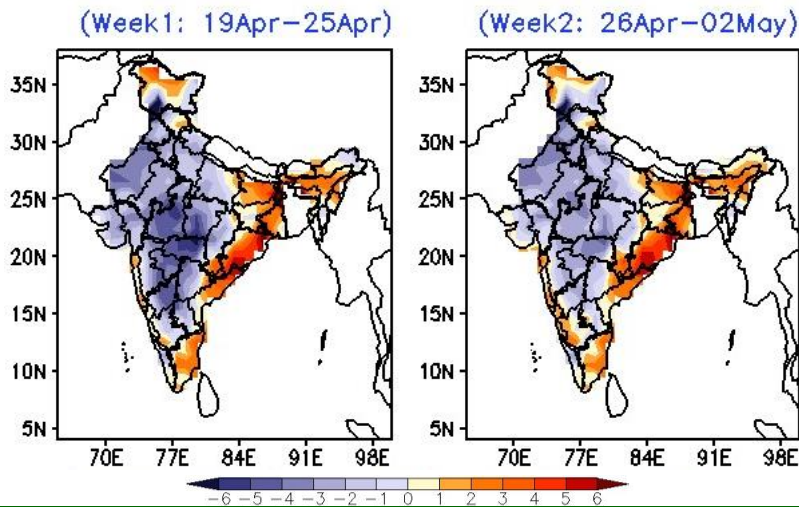 (Week1: 19Apr–25Apr) (Week2: 26Apr–02May)
35N
30N
25N
20N
15N
10N
5N
70E 77E 84E 91E 98E
35N
30N
25N
20N
15N
10N
5N
70E 77E 84E 91E 98E
−6 −5 −4 −3 −2 −1 0 1 2 3 4 5 6